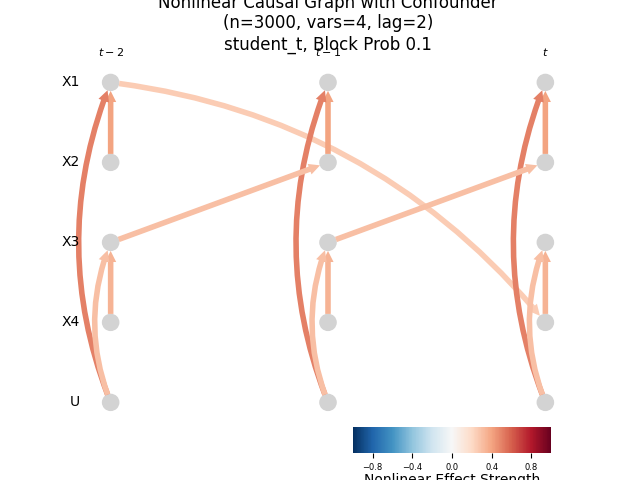 Nonlinear Causal Graph with Confounder
(n=3000, vars=4, lag=2)
student_t, Block Prob 0.1
t − 2
t − 1
t
X1
X2
X3
X4
U
−0.8
−0.4
0.0
0.4
0.8
Nonlinear Effect Strength